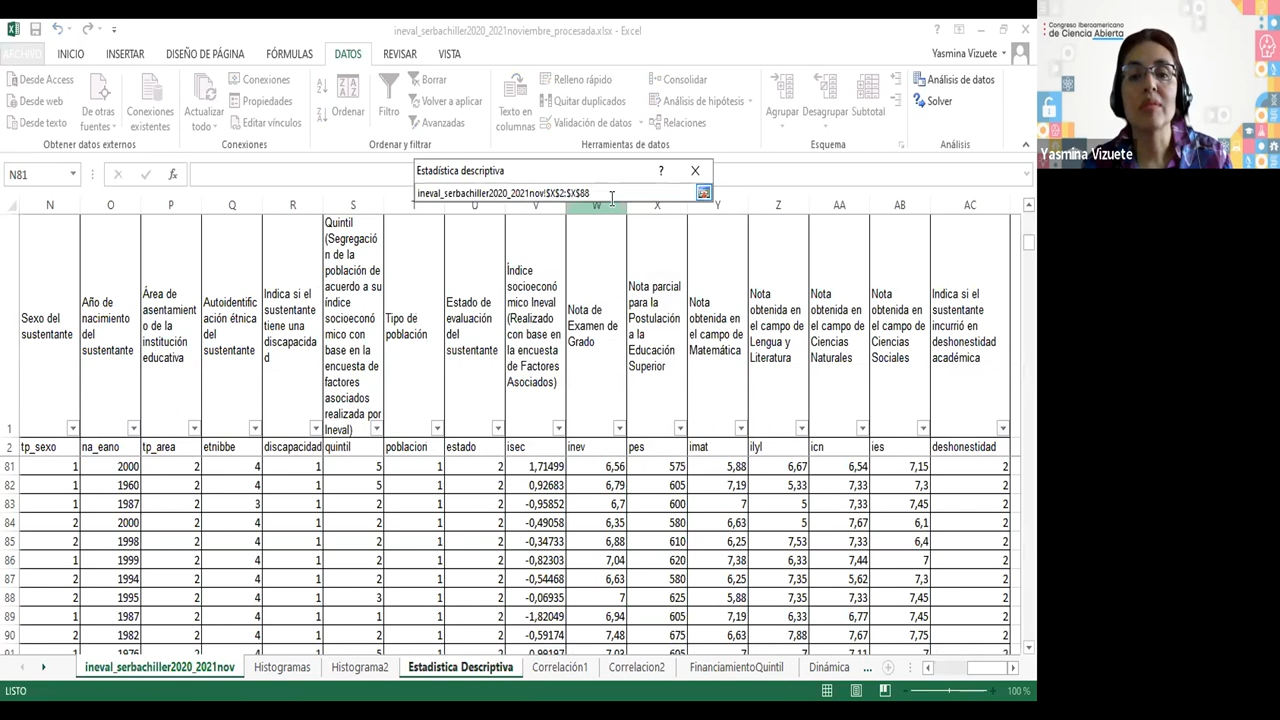 ineval_serbachiller2020_2021noviembre_procesada.xlsx - Excel
ARCHIVO INICIO INSERTAR DISEÑO DE PÁGINA FÓRMULAS DATOS REVISAR VISTA
Yasmina Vizuete
Desde Access
Desde web
Desde texto
De otras fuentes
Conexiones existentes
Obtener datos externos
Actualizar todo
Conexiones
Propiedades
Editar vínculos
Conexiones
Ordenar
Filtro
Borrar
Volver a aplicar
Avanzadas
Ordenar y filtrar
Texto en columnas
Relleno rápido
Quitar duplicados
Validación de datos
Consolidar
Análisis de hipótesis
Relaciones
Herramientas de datos
Agrupar
Desagrupar
Subtotal
Esquema
Análisis de datos
Solver
Análisis
Estadística descriptiva
ineval_serbachiller2020_2021nov!$X$2:$X$88
N81
fx
N O P Q R S T U V W X Y Z AA AB AC
1
Sexo del sustentante
Año de nacimiento del sustentante
Área de asentamient o de la institución educativa
Autoidentific ación étnica del sustentante
Indica si el sustentante tiene una discapacida d
Quintil (Segregació n de la población de acuerdo a su índice socioeconó mico con base en la encuesta de factores asociados realizada por Ineval)
Tipo de población
Estado de evaluación del sustentante
Índice socioeconó mico Ineval (Realizado con base en la encuesta de Factores Asociados)
Nota de Examen de Grado
Nota parcial para la Postulación a la Educación Superior
Nota obtenida en el campo de Matemática
Nota obtenida en el campo de Lengua y Literatura
Nota obtenida en el campo de Ciencias Naturales
Nota obtenida en el campo de Ciencias Sociales
Indica si el sustentante incurrió en deshonestidad académica
2 tp_sexo na_eano tp_area etnibbe discapacidad quintil poblacion estado isec inev pes imat ilyl icn ies deshonestidad
81 1 2000 2 4 1 5 1 2 1,71499 6,56 575 5,88 6,67 6,54 7,15 2
82 1 1960 2 4 1 5 1 2 0,92683 6,79 605 7,19 5,33 7,33 7,3 2
83 1 1987 2 3 1 2 1 2 -0,95852 6,7 600 7 5 7,33 7,45 2
84 2 2000 2 4 1 2 1 2 -0,49058 6,35 580 6,63 5 7,67 6,1 2
85 2 1998 2 4 1 2 1 2 -0,34733 6,88 610 6,25 7,53 7,33 6,4 2
86 1 1999 2 4 1 2 1 2 -0,82303 7,04 620 7,38 6,33 7,44 7 2
87 2 1994 2 4 1 2 1 2 -0,54468 6,63 580 6,25 7,35 5,62 7,3 2
88 2 1995 2 4 1 3 1 2 -0,06935 7 625 5,88 7,35 7,33 7,45 2
89 1 1987 2 4 1 1 1 2 -1,82049 6,94 605 7,19 6,33 6,77 7,45 2
90 2 1982 2 4 1 2 1 2 -0,59174 7,48 675 6,63 7,88 7,67 7,75 2
ineval_serbachiller2020_2021nov Histogramas Histograma2 Estadistica Descriptiva Correlación1 Correlacion2 FinanciamientoQuintil Dinámica ...
LISTO
100 %
Congreso Iberoamericano
de Ciencia Abierta
Yasmina Vizuete